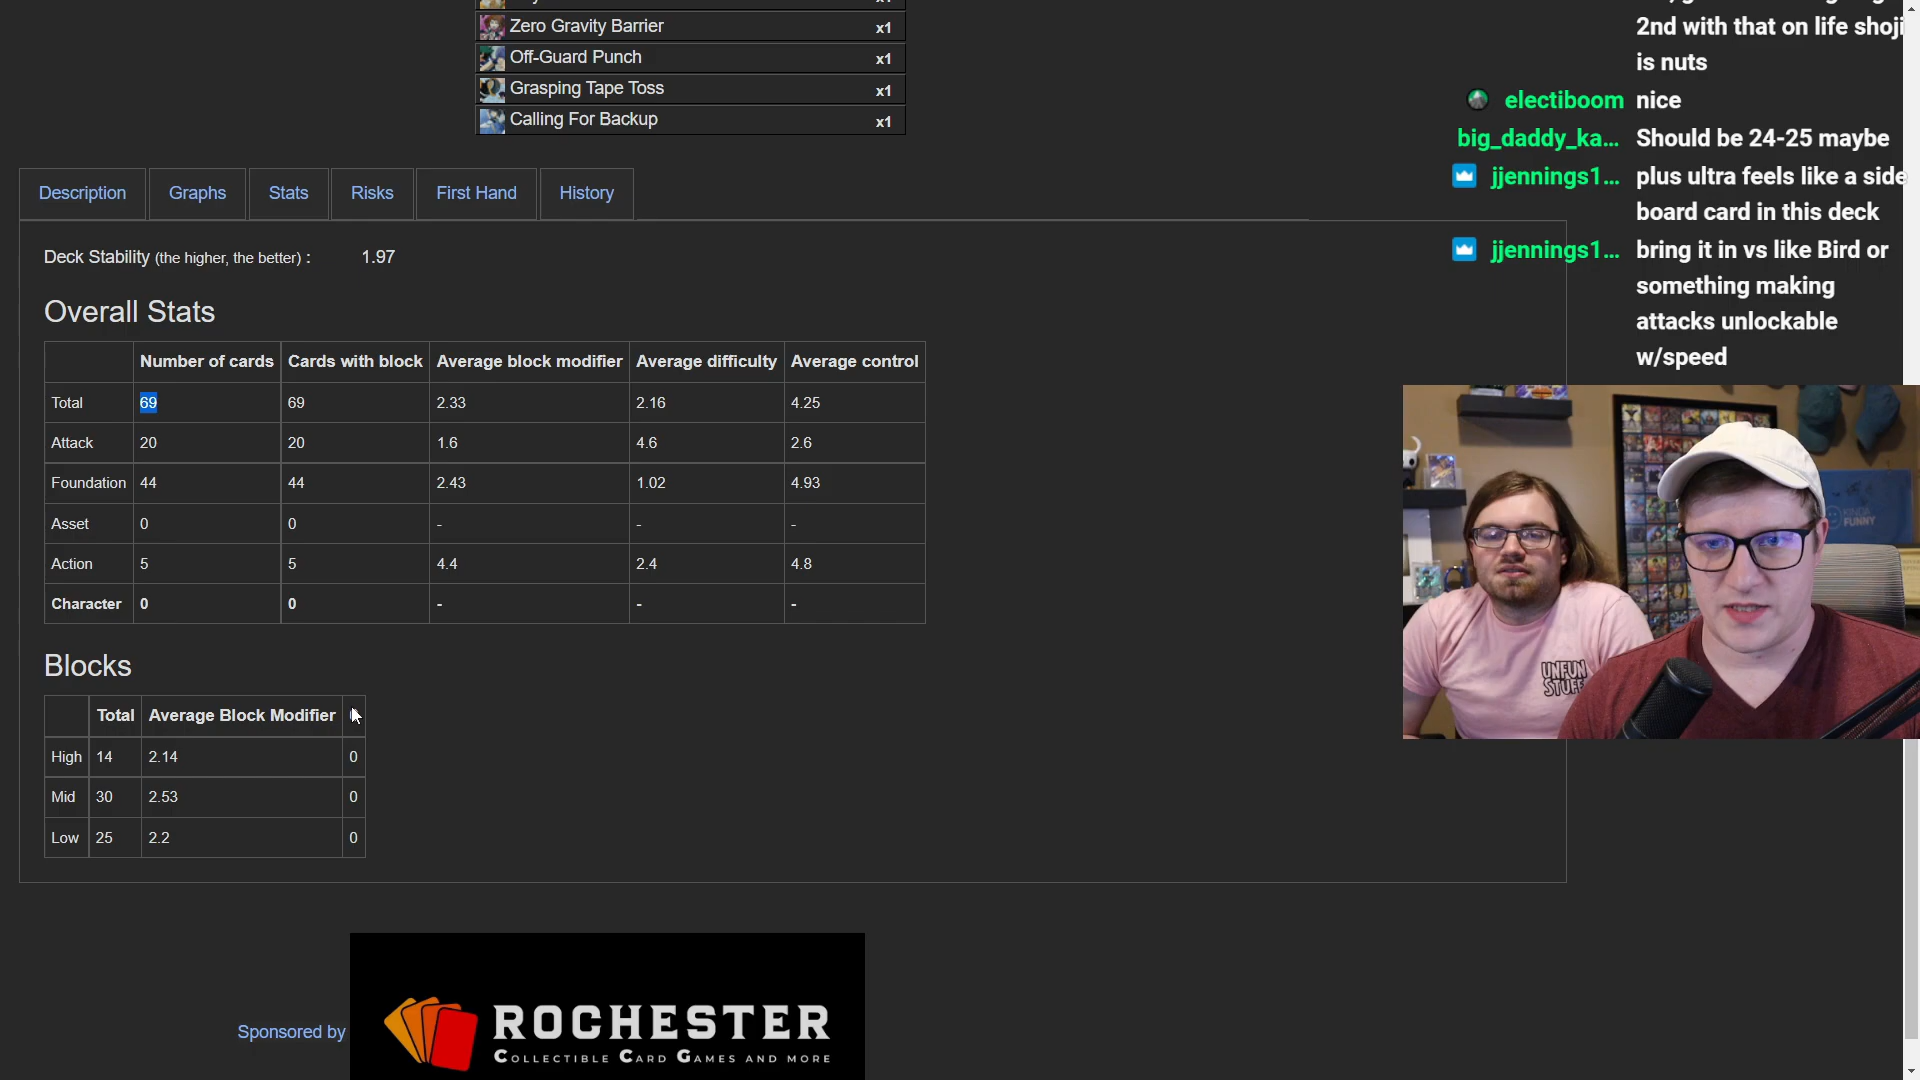 Zero Gravity Barrier x1
Off-Guard Punch x1
Grasping Tape Toss x1
Calling For Backup x1
Description Graphs Stats Risks First Hand History
Deck Stability (the higher, the better) : 1.97
Overall Stats
Number of cards Cards with block Average block modifier Average difficulty Average control
Total 69 69 2.33 2.16 4.25
Attack 20 20 1.6 4.6 2.6
Foundation 44 44 2.43 1.02 4.93
Asset 0 0 - - -
Action 5 5 4.4 2.4 4.8
Character 0 0 - - -
Blocks
Total Average Block Modifier
High 14 2.14 0
Mid 30 2.53 0
Low 25 2.2 0
Sponsored by
ROCHESTER
COLLECTIBLE CARD GAMES AND MORE
2nd with that on life shoji
is nuts
electiboom nice
big_daddy_ka... Should be 24-25 maybe
jjennings1... plus ultra feels like a side
board card in this deck
jjennings1... bring it in vs like Bird or
something making
attacks unlockable
w/speed
KINDA
FUNNY
UNFUN
STUFF